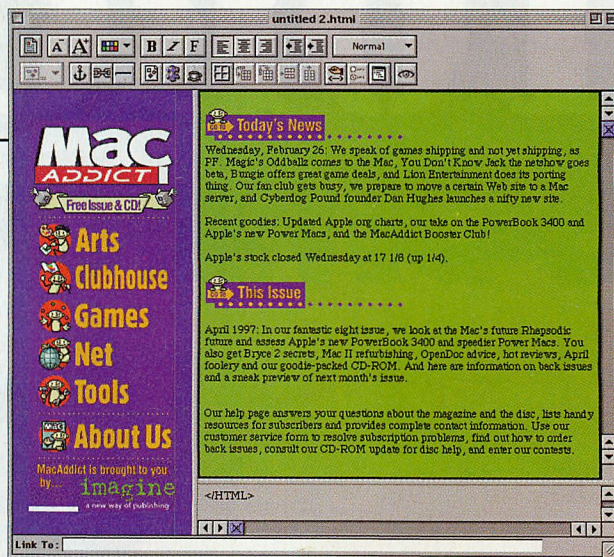 untitled 2.html
A A B I F Normal
Mac
ADDICT
Free Issue & CD!
Arts
Clubhouse
Games
Net
Tools
About Us
MacAddict is brought to you
by....
imagine
a new way of publishing
GO TO Today's News
Wednesday, February 26: We speak of games shipping and not yet shipping, as
PF. Magic's Oddballs comes to the Mac, You Don't Know Jack the netshow goes
beta, Bungie offers great game deals, and Lion Entertainment does its porting
thing. Our fan club gets busy, we prepare to move a certain Web site to a Mac
server, and Cyberdog Pound founder Dan Hughes launches a nifty new site.
Recent goodies: Updated Apple org charts, our take on the PowerBook 3400 and
Apple's new Power Macs, and the MacAddict Booster Club!
Apple's stock closed Wednesday at 17 1/8 (up 1/4).
GO TO This Issue
April 1997: In our fantastic eight issue, we look at the Mac's future Rhapsodic
future and assess Apple's new PowerBook 3400 and speedier Power Macs. You
also get Bryce 2 secrets, Mac II refurbishing, OpenDoc advice, hot reviews, April
foolery and our goodie-packed CD-ROM. And here are information on back issues
and a sneak preview of next month's issue.
Our help page answers your questions about the magazine and the disc, lists handy
resources for subscribers and provides complete contact information. Use our
customer service form to resolve subscription problems, find out how to order
back issues, consult our CD-ROM update for disc help, and enter our contests.
</HTML>
Link To: